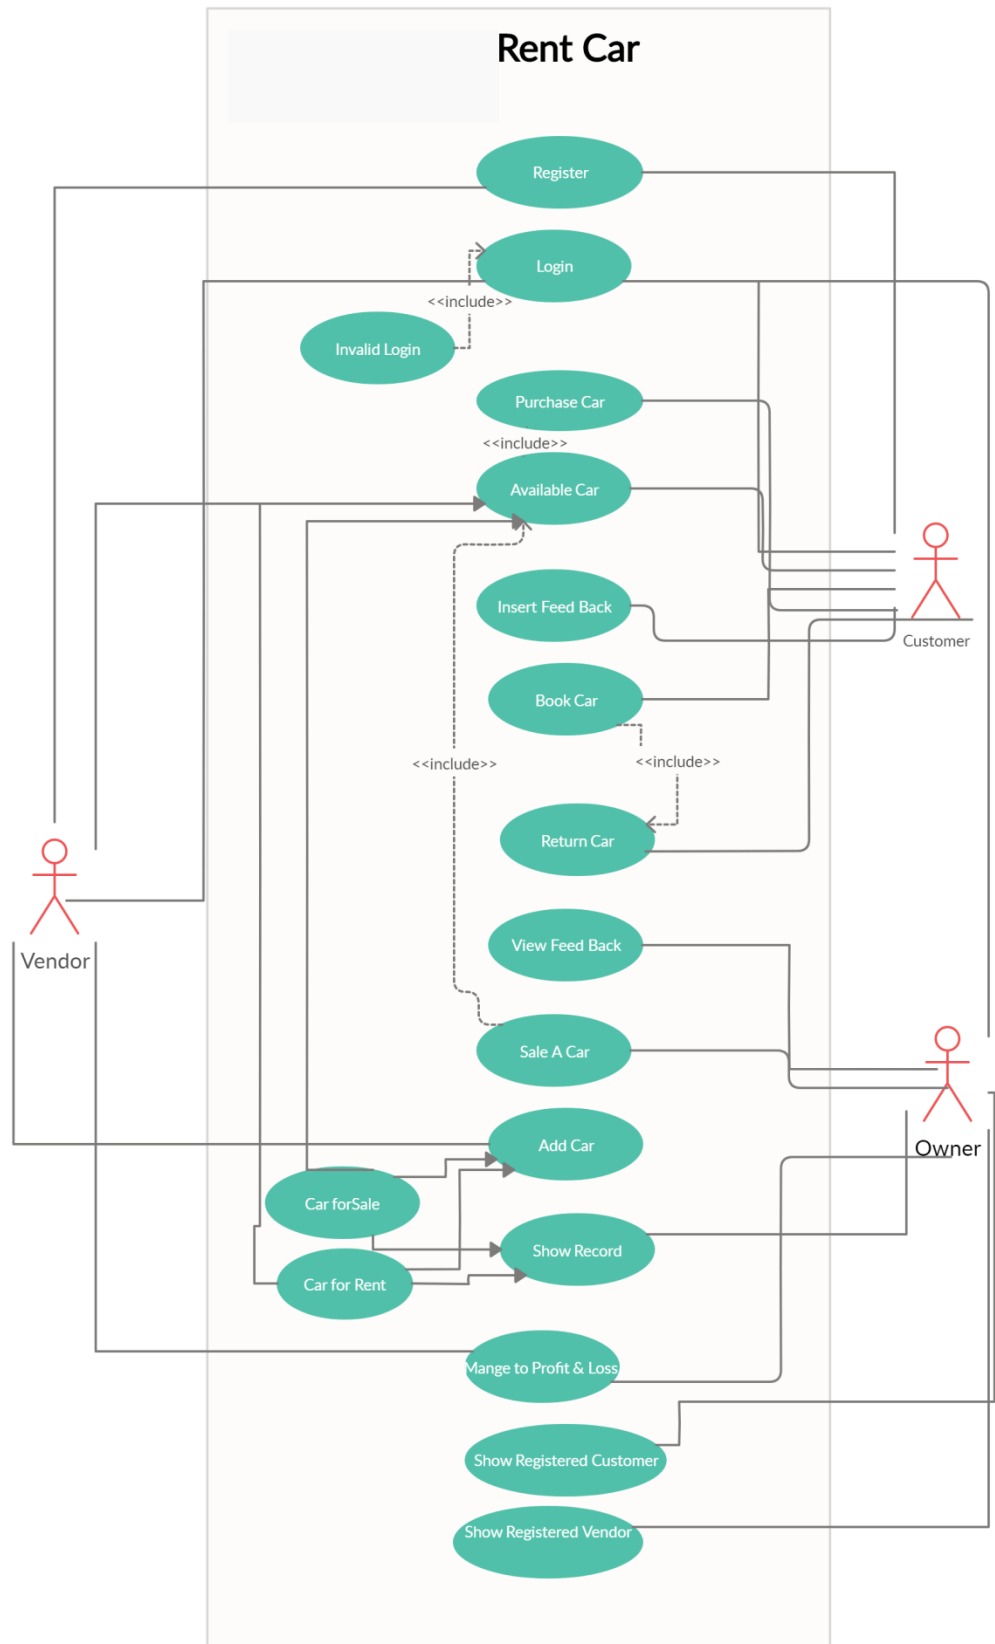 Rent Car
Register
Login
<<include>>
Invalid Login
Purchase Car
<<include>>
Available Car
Insert Feed Back
Customer
Book Car
<<include>>
<<include>>
Return Car
View Feed Back
Vendor
Sale A Car
Add Car
Owner
Car forSale
Show Record
Car for Rent
Mange to Profit & Loss
Show Registered Customer
Show Registered Vendor